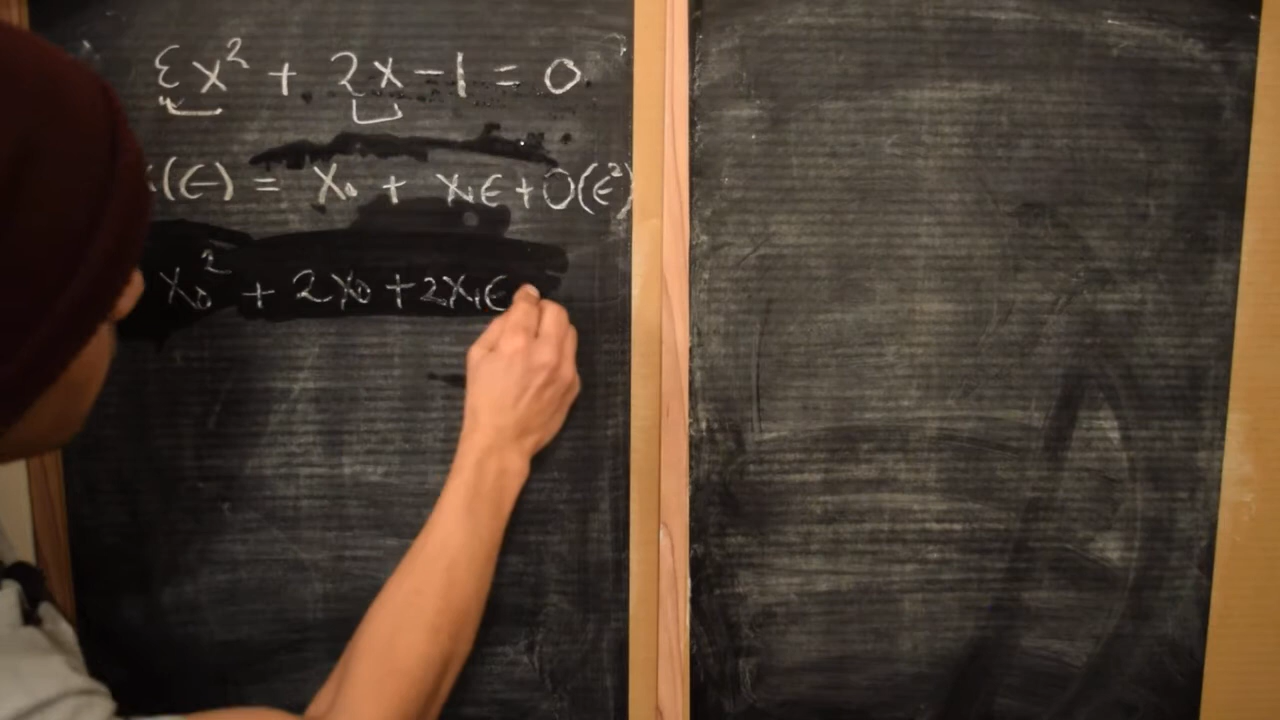 εx² + 2x - 1 = 0
(ϵ) = x₀ + x₁ϵ + O(ϵ²)
x₀² + 2x₀ + 2x₁ϵ